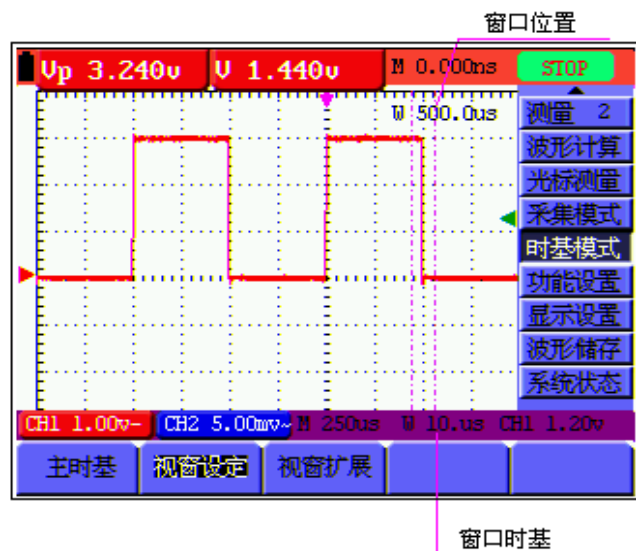 窗口位置
Vp 3.240v V 1.440v M 0.000ns STOP
W 500.0us
测量 2
波形计算
光标测量
采集模式
时基模式
功能设置
显示设置
波形储存
系统状态
CH1 1.00v- CH2 5.00mv~ M 250us W 10.us CH1 1.20v
主时基 视窗设定 视窗扩展
窗口时基